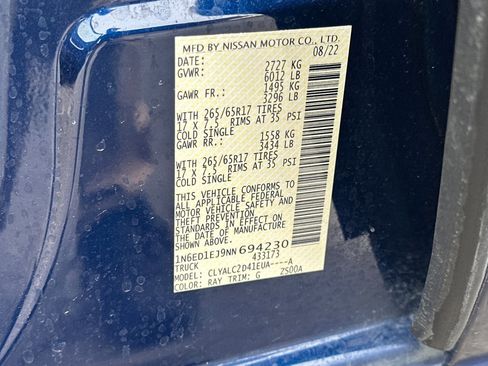 MFD BY NISSAN MOTOR CO., LTD.
DATE: 08/22
GVWR: 2727 KG
6012 LB
GAWR FR.: 1495 KG
3296 LB
WITH 265/65R17 TIRES
17 X 7.5 RIMS AT 35 PSI
COLD SINGLE
GAWR RR.: 1558 KG
3434 LB
WITH 265/65R17 TIRES
17 X 7.5 RIMS AT 35 PSI
COLD SINGLE
THIS VEHICLE CONFORMS TO
ALL APPLICABLE FEDERAL
MOTOR VEHICLE SAFETY AND
THEFT PREVENTION
STANDARDS IN EFFECT ON
THE DATE OF MANUFACTURE
SHOWN ABOVE.
1N6ED1EJ9NN694230
TRUCK 433173
MODEL: CLYALC2D41EUA----A
COLOR: RAY TRIM: G ZS00A